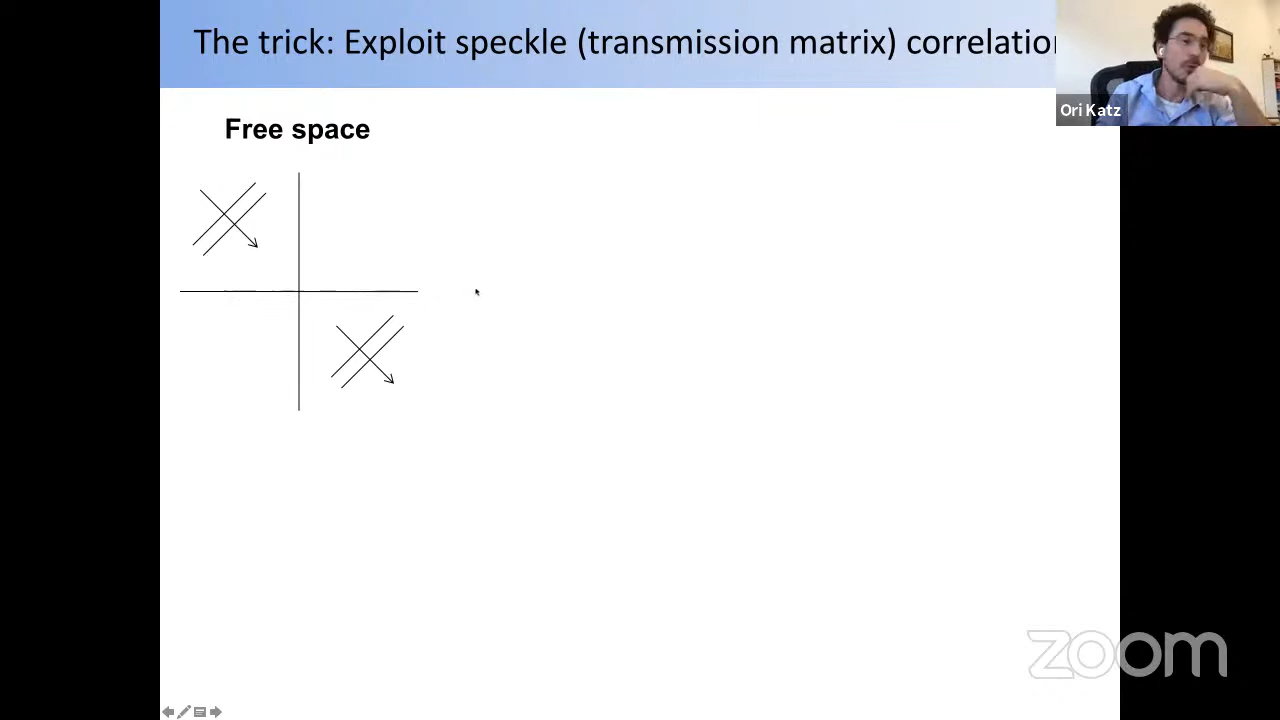 The trick: Exploit speckle (transmission matrix) correlation
Ori Katz
Free space
zoom